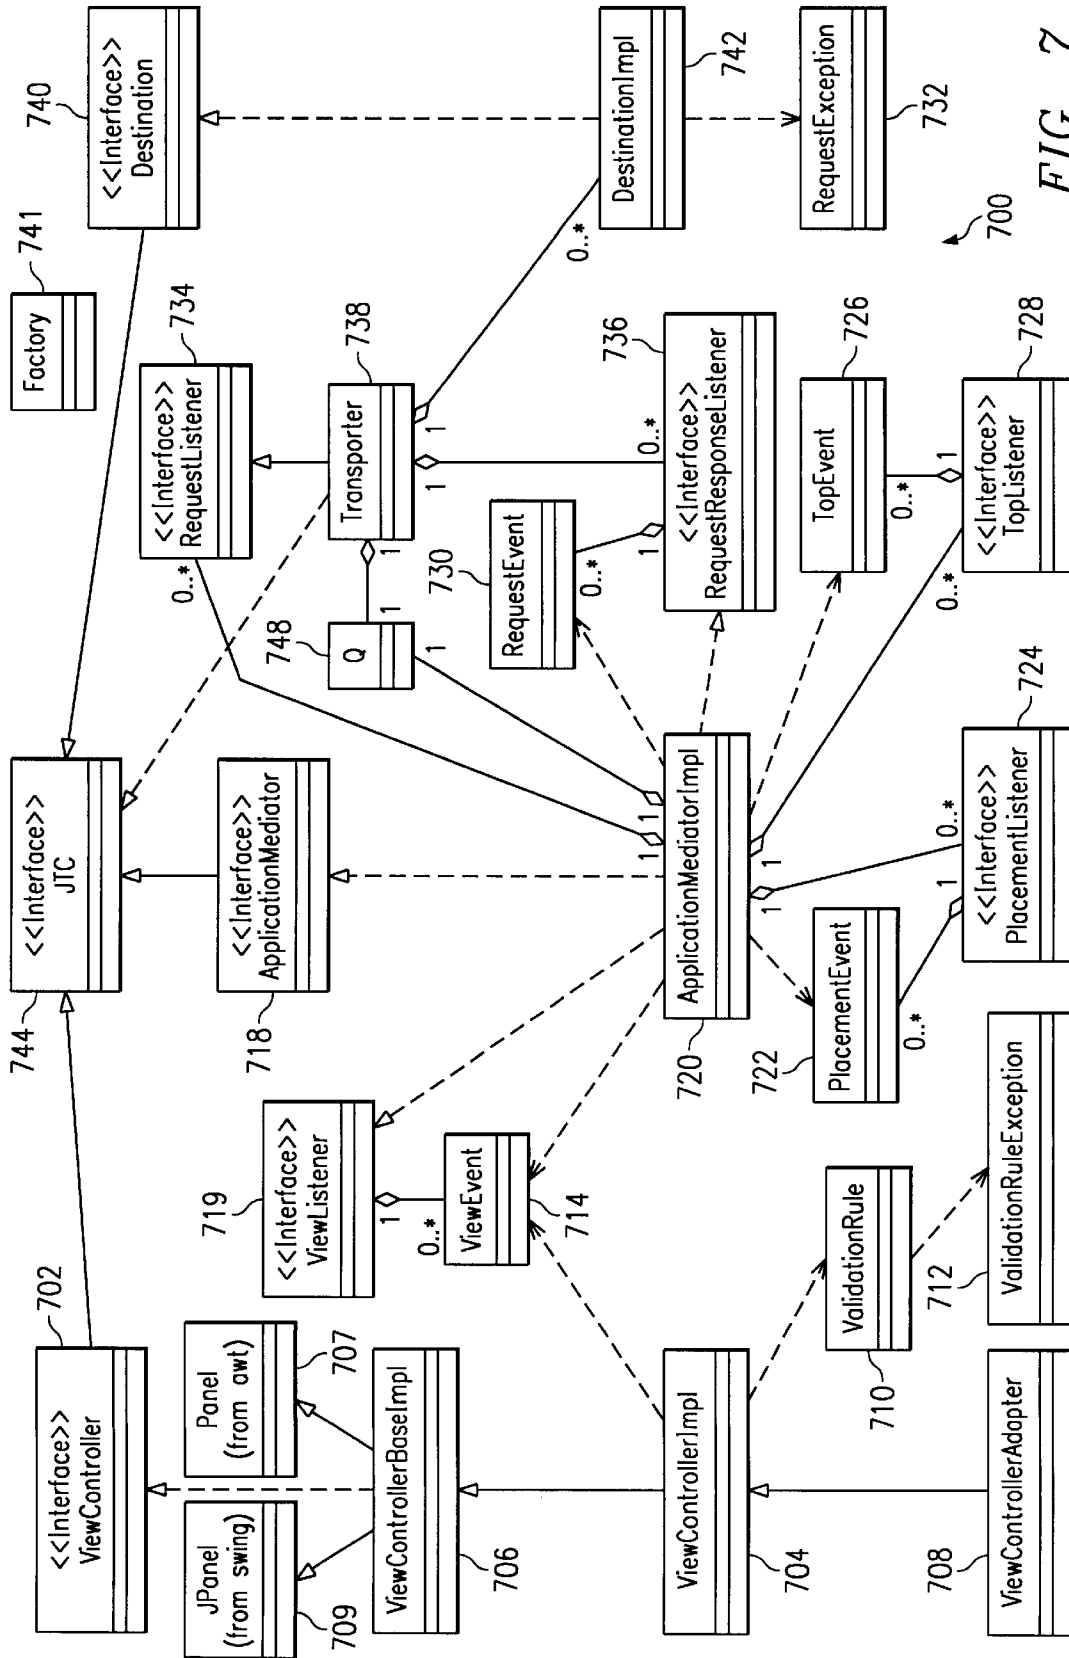 702
<<Interface>>
ViewController
JPanel
(from swing)
709
Panel
(from awt)
707
ViewControllerBaseImpl
706
ViewControllerImpl
704
ViewControllerAdapter
708
719
<<Interface>>
ViewListener
1
0..*
ViewEvent
714
ValidationRule
710
712
ValidationRuleException
744
<<Interface>>
JTC
718
<<Interface>>
ApplicationMediator
720
ApplicationMediatorImpl
1
1
1
1
722
PlacementEvent
0..*
1
0..*
<<Interface>>
PlacementListener
724
741
Factory
734
<<Interface>>
RequestListener
0..*
738
Transporter
1
1
1
748
Q
1
1
730
RequestEvent
0..*
1
0..*
736
<<Interface>>
RequestResponseListener
726
TopEvent
0..*
1
0..*
728
<<Interface>>
TopListener
740
<<Interface>>
Destination
0..*
DestinationImpl
742
RequestException
732
700
FIG. 7